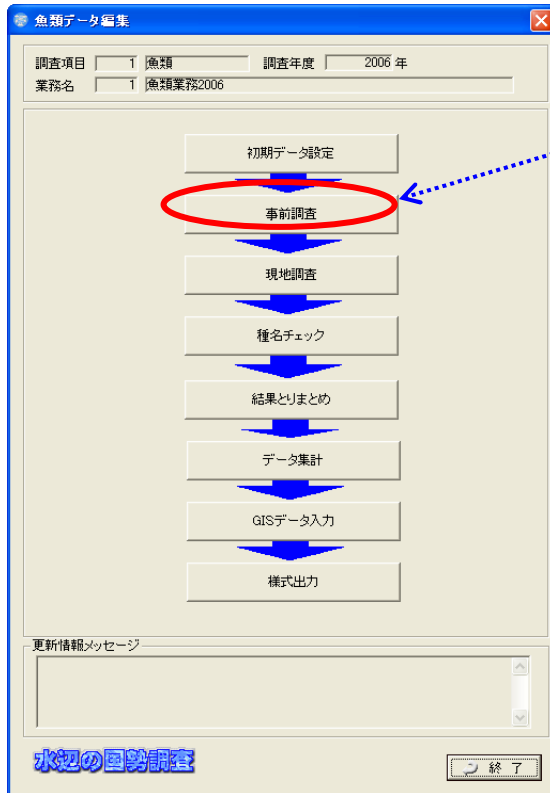 魚類データ編集
調査項目 1 魚類 調査年度 2006 年
業務名 1 魚類業務2006
初期データ設定
事前調査
現地調査
種名チェック
結果とりまとめ
データ集計
GISデータ入力
様式出力
更新情報メッセージ
水辺の国勢調査
終了